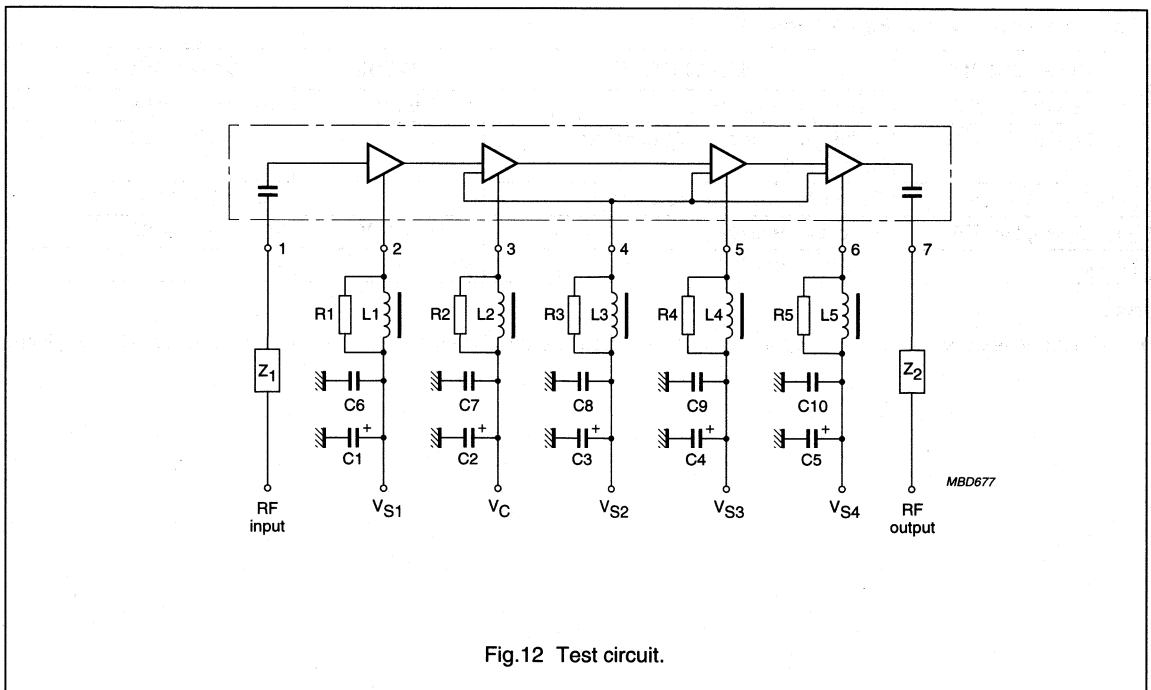 1 2 3 4 5 6 7
R1 L1 R2 L2 R3 L3 R4 L4 R5 L5
Z1 Z2
C6 C7 C8 C9 C10
+ + + + +
C1 C2 C3 C4 C5
MBD677
RF input VS1 VC VS2 VS3 VS4 RF output
Fig.12 Test circuit.